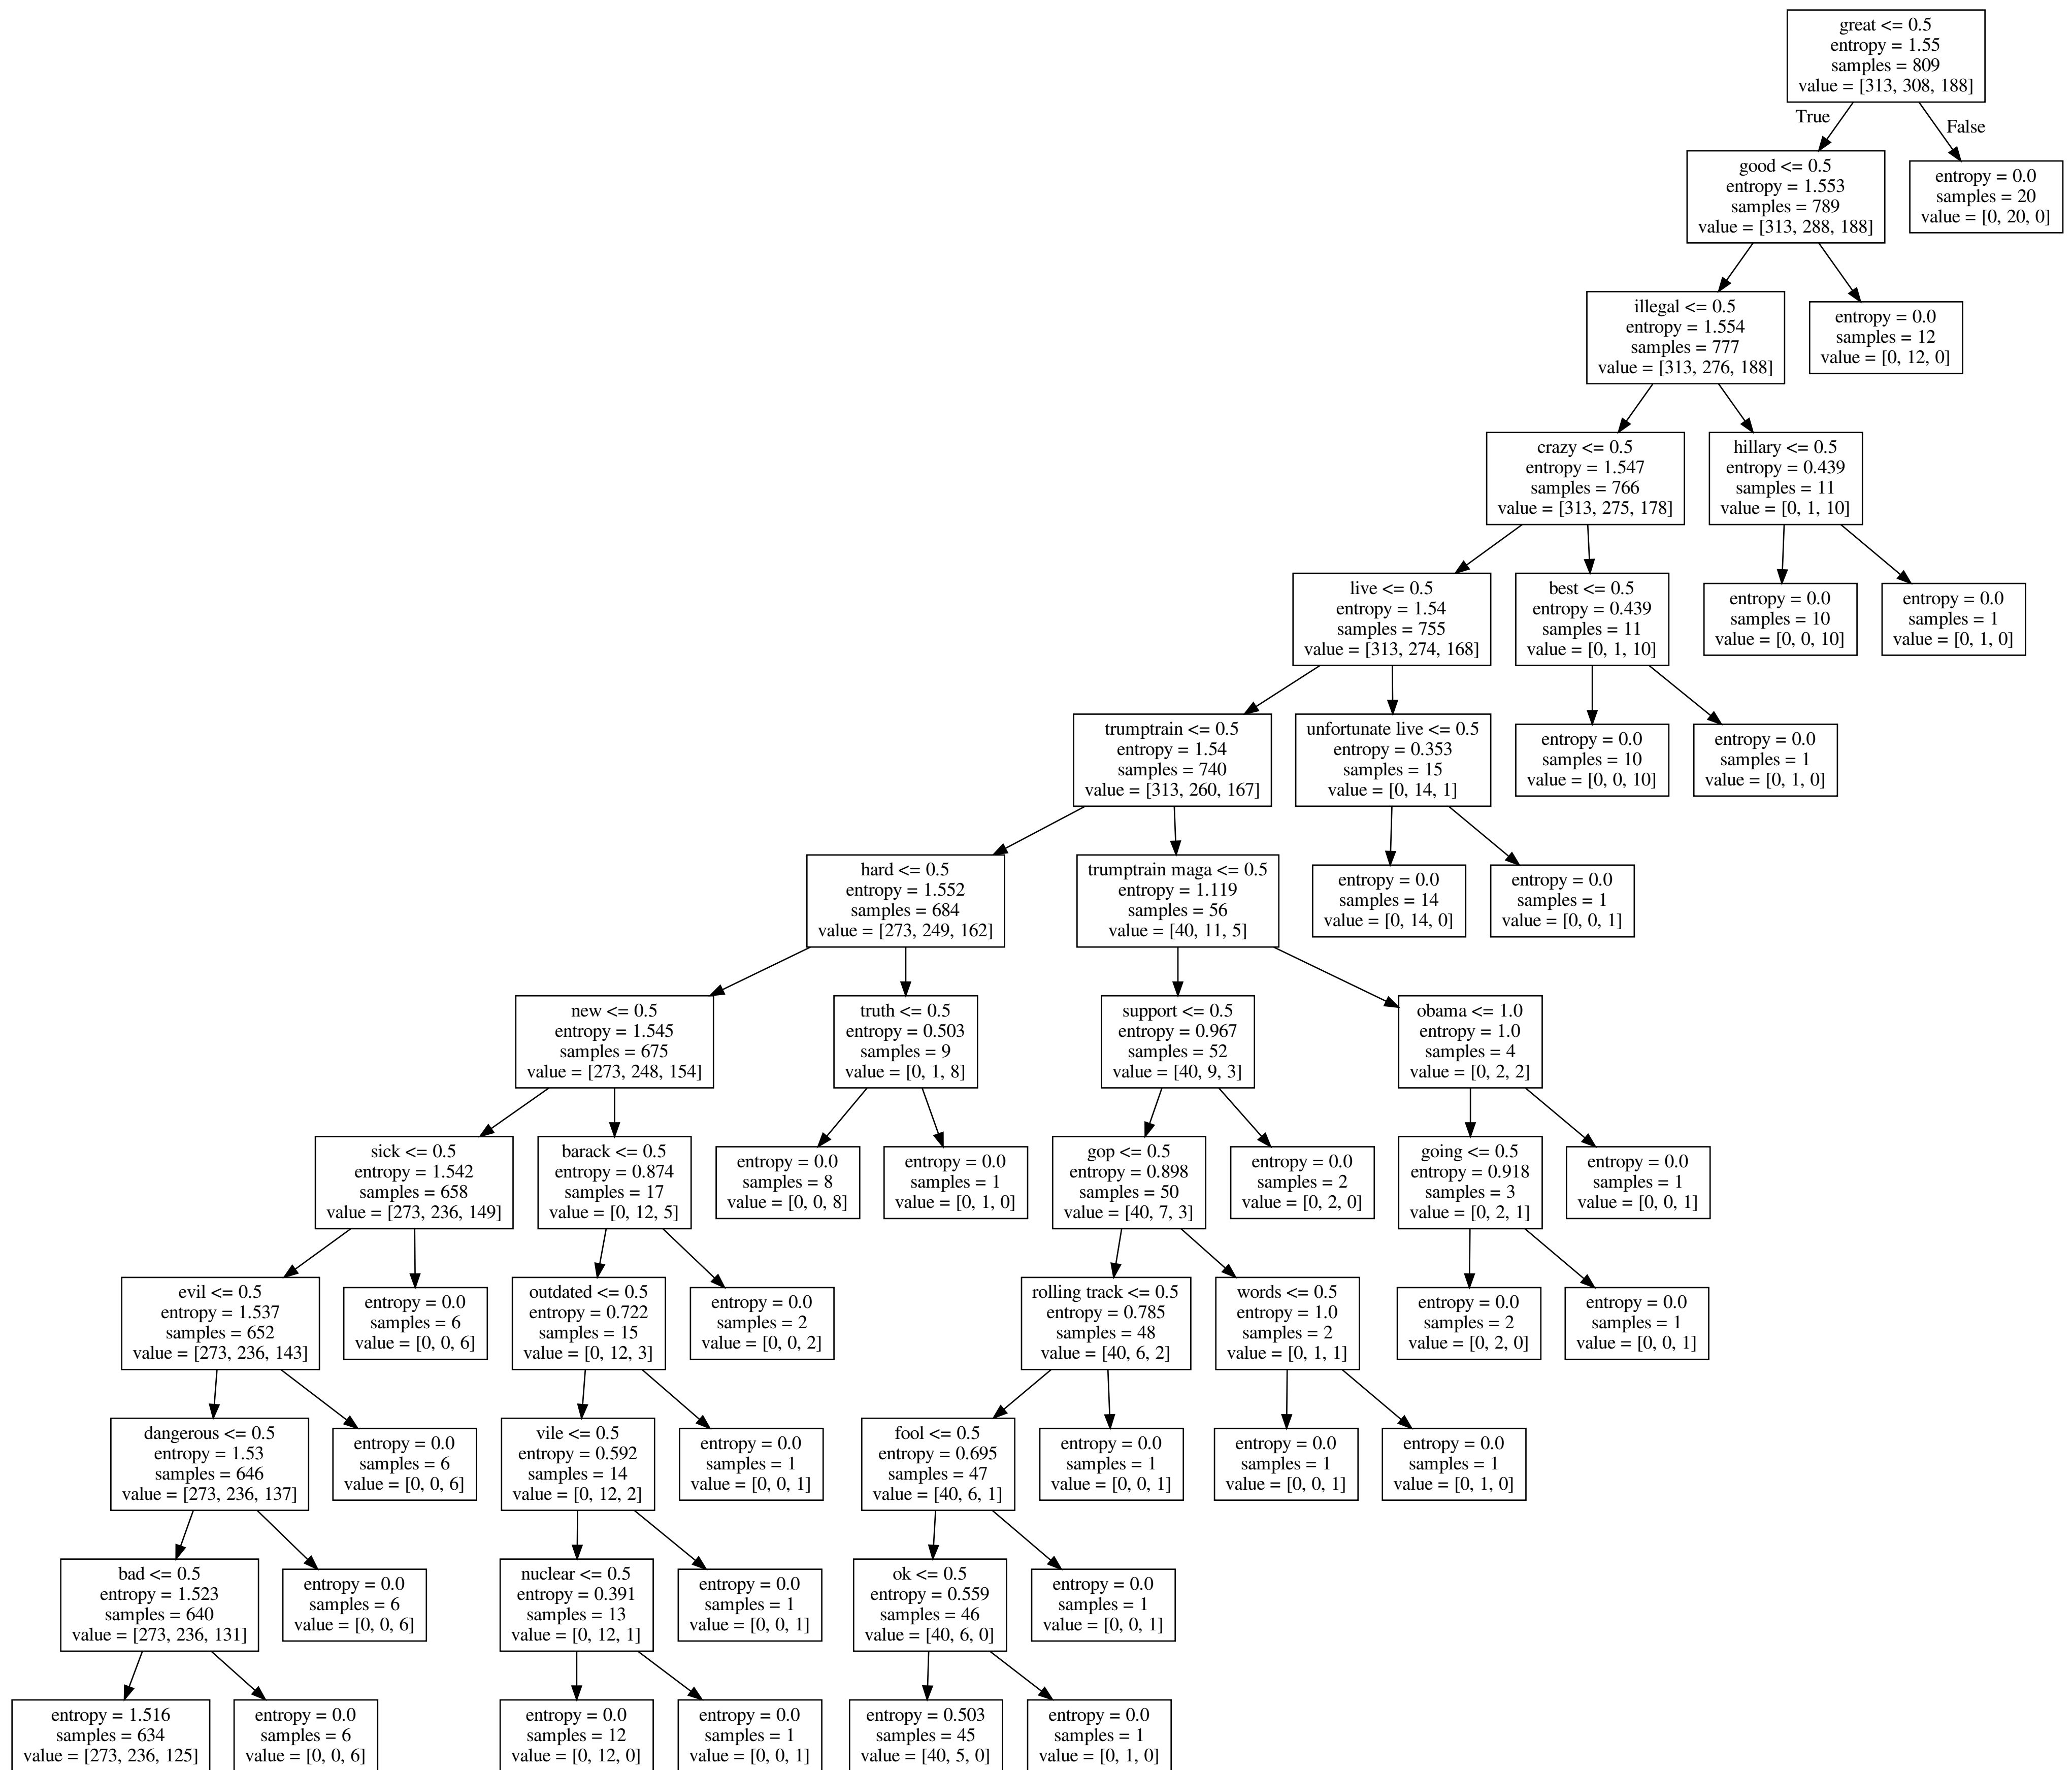 great <= 0.5
entropy = 1.55
samples = 809
value = [313, 308, 188]
True
False
good <= 0.5
entropy = 1.553
samples = 789
value = [313, 288, 188]
entropy = 0.0
samples = 20
value = [0, 20, 0]
illegal <= 0.5
entropy = 1.554
samples = 777
value = [313, 276, 188]
entropy = 0.0
samples = 12
value = [0, 12, 0]
crazy <= 0.5
entropy = 1.547
samples = 766
value = [313, 275, 178]
hillary <= 0.5
entropy = 0.439
samples = 11
value = [0, 1, 10]
live <= 0.5
entropy = 1.54
samples = 755
value = [313, 274, 168]
best <= 0.5
entropy = 0.439
samples = 11
value = [0, 1, 10]
entropy = 0.0
samples = 10
value = [0, 0, 10]
entropy = 0.0
samples = 1
value = [0, 1, 0]
trumptrain <= 0.5
entropy = 1.54
samples = 740
value = [313, 260, 167]
unfortunate live <= 0.5
entropy = 0.353
samples = 15
value = [0, 14, 1]
entropy = 0.0
samples = 10
value = [0, 0, 10]
entropy = 0.0
samples = 1
value = [0, 1, 0]
hard <= 0.5
entropy = 1.552
samples = 684
value = [273, 249, 162]
trumptrain maga <= 0.5
entropy = 1.119
samples = 56
value = [40, 11, 5]
entropy = 0.0
samples = 14
value = [0, 14, 0]
entropy = 0.0
samples = 1
value = [0, 0, 1]
new <= 0.5
entropy = 1.545
samples = 675
value = [273, 248, 154]
truth <= 0.5
entropy = 0.503
samples = 9
value = [0, 1, 8]
support <= 0.5
entropy = 0.967
samples = 52
value = [40, 9, 3]
obama <= 1.0
entropy = 1.0
samples = 4
value = [0, 2, 2]
sick <= 0.5
entropy = 1.542
samples = 658
value = [273, 236, 149]
barack <= 0.5
entropy = 0.874
samples = 17
value = [0, 12, 5]
entropy = 0.0
samples = 8
value = [0, 0, 8]
entropy = 0.0
samples = 1
value = [0, 1, 0]
gop <= 0.5
entropy = 0.898
samples = 50
value = [40, 7, 3]
entropy = 0.0
samples = 2
value = [0, 2, 0]
going <= 0.5
entropy = 0.918
samples = 3
value = [0, 2, 1]
entropy = 0.0
samples = 1
value = [0, 0, 1]
evil <= 0.5
entropy = 1.537
samples = 652
value = [273, 236, 143]
entropy = 0.0
samples = 6
value = [0, 0, 6]
outdated <= 0.5
entropy = 0.722
samples = 15
value = [0, 12, 3]
entropy = 0.0
samples = 2
value = [0, 0, 2]
rolling track <= 0.5
entropy = 0.785
samples = 48
value = [40, 6, 2]
words <= 0.5
entropy = 1.0
samples = 2
value = [0, 1, 1]
entropy = 0.0
samples = 2
value = [0, 2, 0]
entropy = 0.0
samples = 1
value = [0, 0, 1]
dangerous <= 0.5
entropy = 1.53
samples = 646
value = [273, 236, 137]
entropy = 0.0
samples = 6
value = [0, 0, 6]
vile <= 0.5
entropy = 0.592
samples = 14
value = [0, 12, 2]
entropy = 0.0
samples = 1
value = [0, 0, 1]
fool <= 0.5
entropy = 0.695
samples = 47
value = [40, 6, 1]
entropy = 0.0
samples = 1
value = [0, 0, 1]
entropy = 0.0
samples = 1
value = [0, 0, 1]
entropy = 0.0
samples = 1
value = [0, 1, 0]
bad <= 0.5
entropy = 1.523
samples = 640
value = [273, 236, 131]
entropy = 0.0
samples = 6
value = [0, 0, 6]
nuclear <= 0.5
entropy = 0.391
samples = 13
value = [0, 12, 1]
entropy = 0.0
samples = 1
value = [0, 0, 1]
ok <= 0.5
entropy = 0.559
samples = 46
value = [40, 6, 0]
entropy = 0.0
samples = 1
value = [0, 0, 1]
entropy = 1.516
samples = 634
value = [273, 236, 125]
entropy = 0.0
samples = 6
value = [0, 0, 6]
entropy = 0.0
samples = 12
value = [0, 12, 0]
entropy = 0.0
samples = 1
value = [0, 0, 1]
entropy = 0.503
samples = 45
value = [40, 5, 0]
entropy = 0.0
samples = 1
value = [0, 1, 0]